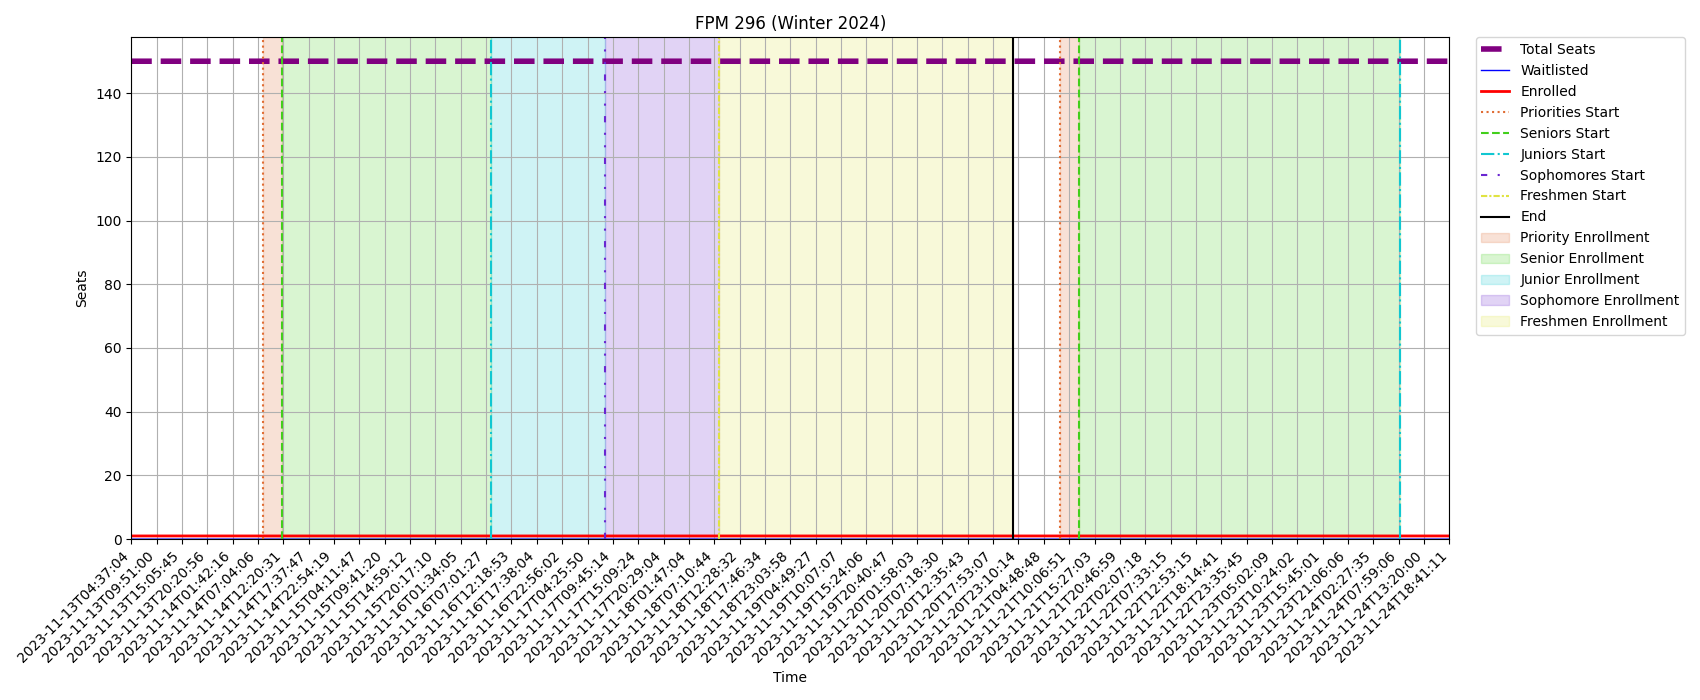 FPM 296 (Winter 2024)
Total Seats
Waitlisted
Enrolled
Priorities Start
Seniors Start
Juniors Start
Sophomores Start
Freshmen Start
End
Priority Enrollment
Senior Enrollment
Junior Enrollment
Sophomore Enrollment
Freshmen Enrollment
Seats
140
120
100
80
60
40
20
0
2023-11-13T04:37:04
2023-11-13T09:51:00
2023-11-13T15:05:45
2023-11-13T20:20:56
2023-11-14T01:42:16
2023-11-14T07:04:06
2023-11-14T12:20:31
2023-11-14T17:37:47
2023-11-14T22:54:19
2023-11-15T04:11:47
2023-11-15T09:41:20
2023-11-15T14:59:12
2023-11-15T20:17:10
2023-11-16T01:34:05
2023-11-16T07:01:27
2023-11-16T12:18:53
2023-11-16T17:38:04
2023-11-16T22:56:02
2023-11-17T04:25:50
2023-11-17T09:45:14
2023-11-17T15:09:24
2023-11-17T20:29:04
2023-11-18T01:47:04
2023-11-18T07:10:44
2023-11-18T12:28:32
2023-11-18T17:46:34
2023-11-18T23:03:58
2023-11-19T04:49:27
2023-11-19T10:07:07
2023-11-19T15:24:06
2023-11-19T20:40:47
2023-11-20T01:58:03
2023-11-20T07:18:30
2023-11-20T12:35:43
2023-11-20T17:53:07
2023-11-20T23:10:14
2023-11-21T04:48:48
2023-11-21T10:06:51
2023-11-21T15:27:03
2023-11-21T20:46:59
2023-11-22T02:07:18
2023-11-22T07:33:15
2023-11-22T12:53:15
2023-11-22T18:14:41
2023-11-22T23:35:45
2023-11-23T05:02:09
2023-11-23T10:24:02
2023-11-23T15:45:01
2023-11-23T21:06:06
2023-11-24T02:27:35
2023-11-24T07:59:06
2023-11-24T13:20:00
2023-11-24T18:41:11
Time